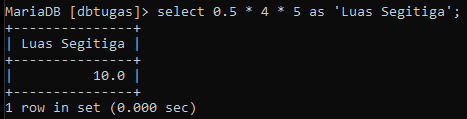 MariaDB [dbtugas]> select 0.5 * 4 * 5 as 'Luas Segitiga';
+---------------+
| Luas Segitiga |
+---------------+
|          10.0 |
+---------------+
1 row in set (0.000 sec)